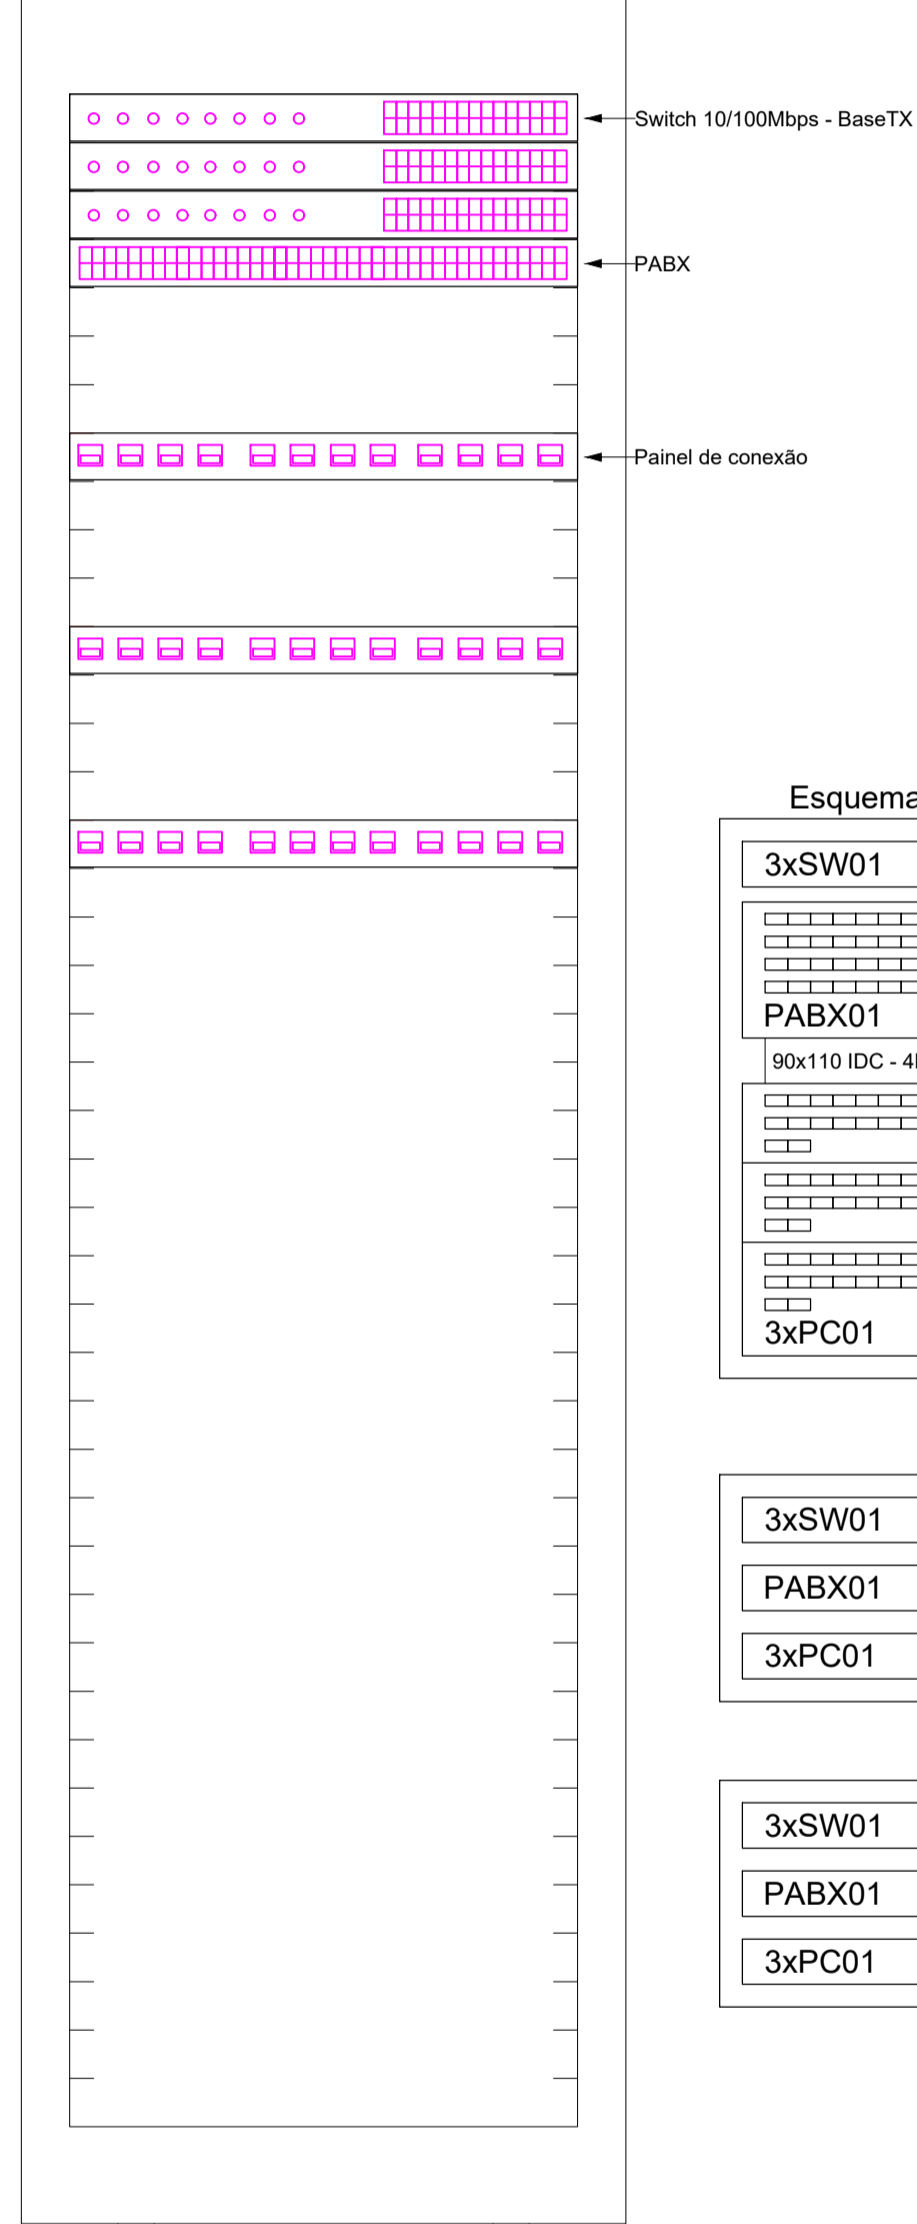 Switch 10/100Mbps - BaseTX
PABX
Painel de conexão
Esquema
3xSW01
PABX01
90x110 IDC -
3xPC01
3xSW01
PABX01
3xPC01
3xSW01
PABX01
3xPC01